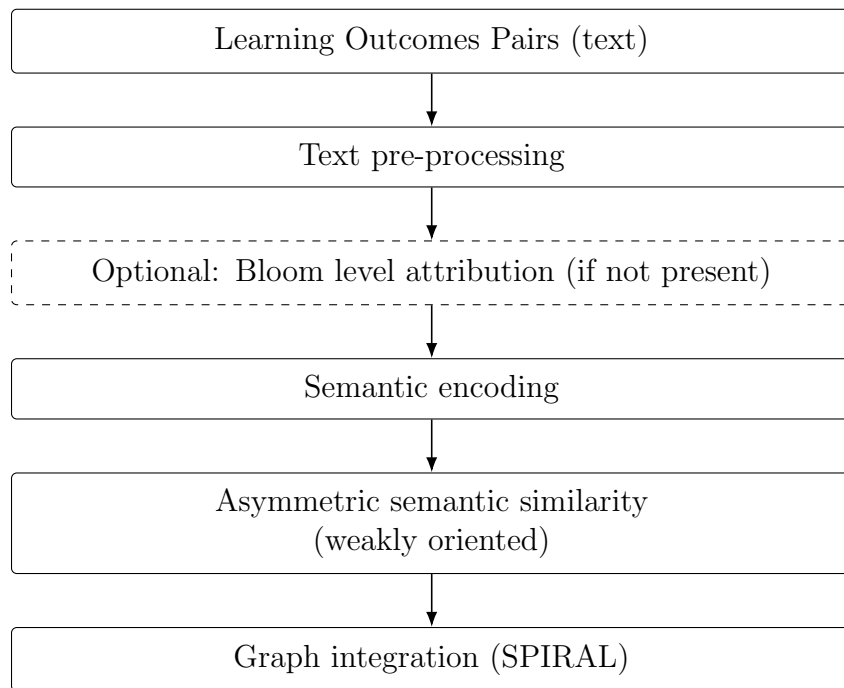 Learning Outcomes Pairs (text)
Text pre-processing
Optional: Bloom level attribution (if not present)
Semantic encoding
Asymmetric semantic similarity
(weakly oriented)
Graph integration (SPIRAL)